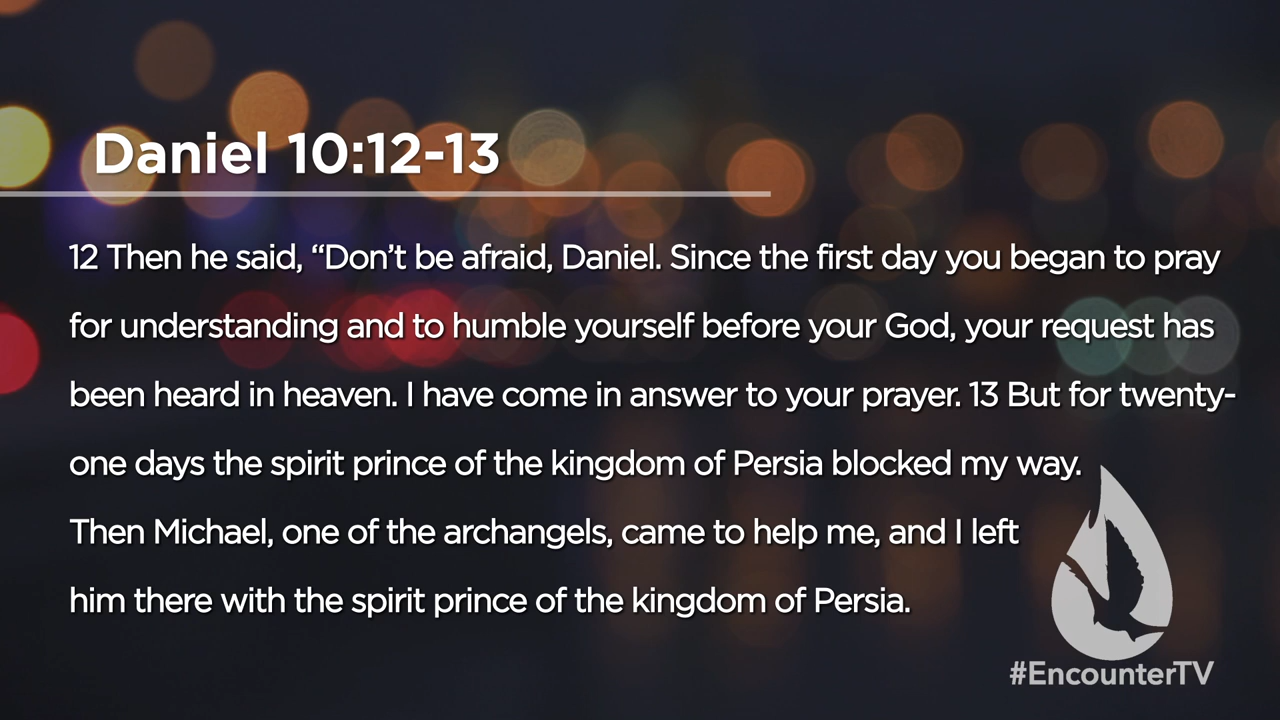 Daniel 10:12-13
12 Then he said, “Don’t be afraid, Daniel. Since the first day you began to pray
for understanding and to humble yourself before your God, your request has
been heard in heaven. I have come in answer to your prayer. 13 But for twenty-
one days the spirit prince of the kingdom of Persia blocked my way.
Then Michael, one of the archangels, came to help me, and I left
him there with the spirit prince of the kingdom of Persia.
#EncounterTV